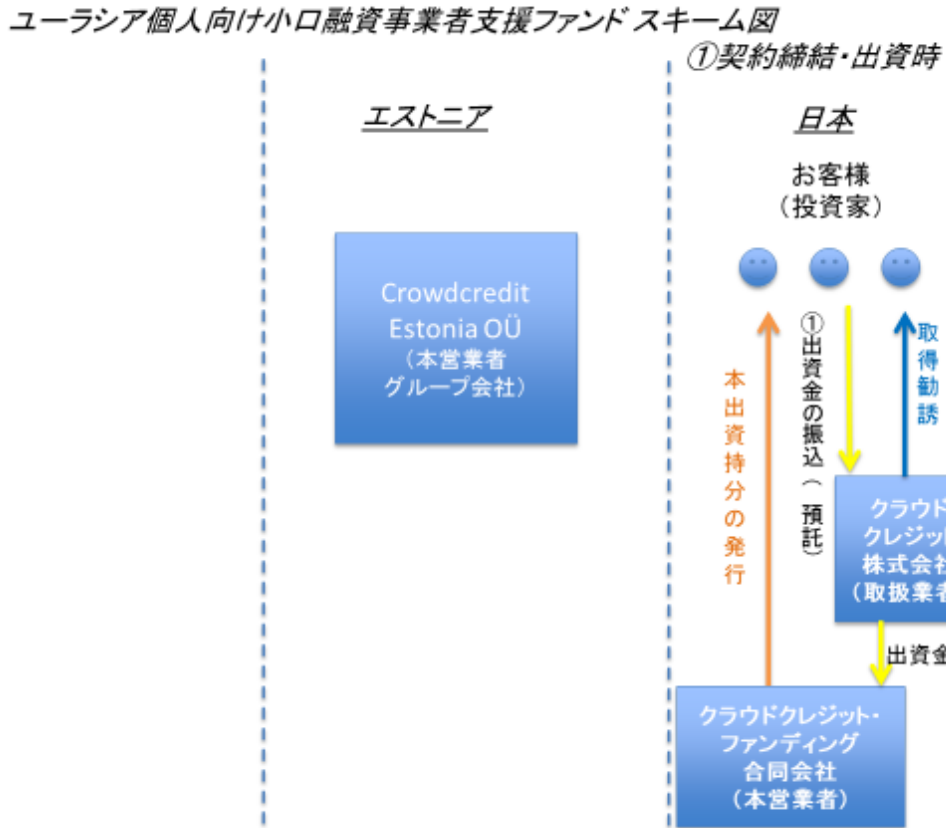 ユーラシア個人向け小口融資事業者支援ファンド スキーム図
①契約締結・出資時
エストニア
日本
お客様
（投資家）
Crowdcredit
Estonia OÜ
（本営業者
グループ会社）
本出資持分の発行
①出資金の振込（預託）
取得勧誘
クラウド
クレジット
株式会社
（取扱業者
出資金
クラウドクレジット・
ファンディング
合同会社
（本営業者）